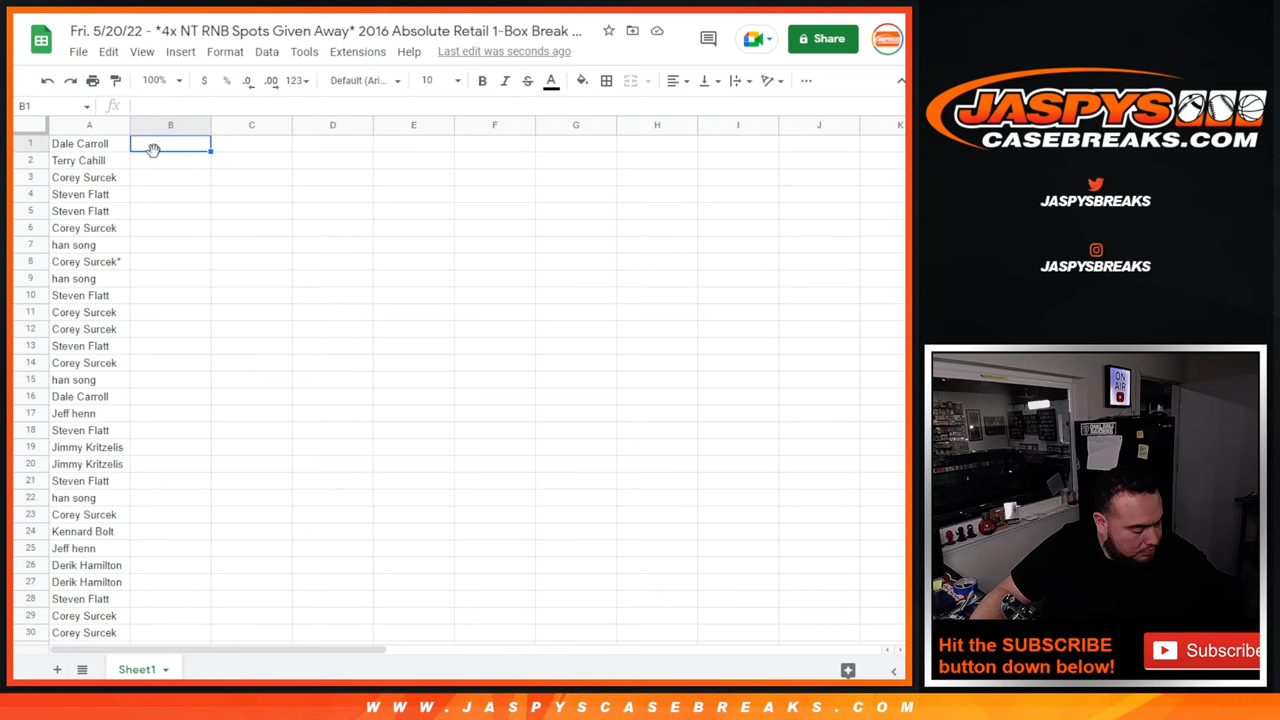 Fri. 5/20/22 - *4x NT RNB Spots Given Away* 2016 Absolute Retail 1-Box Break ...
File Edit View Insert Format Data Tools Extensions Help Last edit was seconds ago
Share
100% $ % .0 .00 123 Default (Ari... 10 B I S A
B1 fx
A B C D E F G H I J K
1 Dale Carroll
2 Terry Cahill
3 Corey Surcek
4 Steven Flatt
5 Steven Flatt
6 Corey Surcek
7 han song
8 Corey Surcek*
9 han song
10 Steven Flatt
11 Corey Surcek
12 Corey Surcek
13 Steven Flatt
14 Corey Surcek
15 han song
16 Dale Carroll
17 Jeff henn
18 Steven Flatt
19 Jimmy Kritzelis
20 Jimmy Kritzelis
21 Steven Flatt
22 han song
23 Corey Surcek
24 Kennard Bolt
25 Jeff henn
26 Derik Hamilton
27 Derik Hamilton
28 Steven Flatt
29 Corey Surcek
30 Corey Surcek
Sheet1
JASPYS
CASEBREAKS.COM
JASPYSBREAKS
JASPYSBREAKS
ON
AIR
Hit the SUBSCRIBE
button down below!
Subscribe
WWW.JASPYSCASEBREAKS.COM